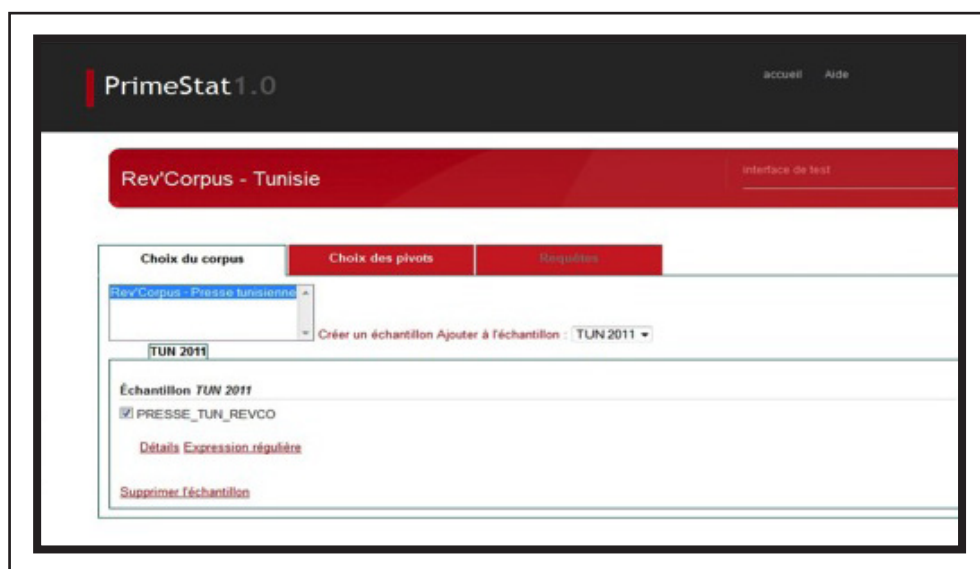 PrimeStat1.0
accueil Aide
Rev'Corpus - Tunisie
interface de test
Choix du corpus Choix des pivots Requêtes
Rev'Corpus - Presse tunisienne
Créer un échantillon Ajouter à l'échantillon : TUN 2011
TUN 2011
Échantillon TUN 2011
PRESSE_TUN_REVCO
Détails Expression régulière
Supprimer l'échantillon